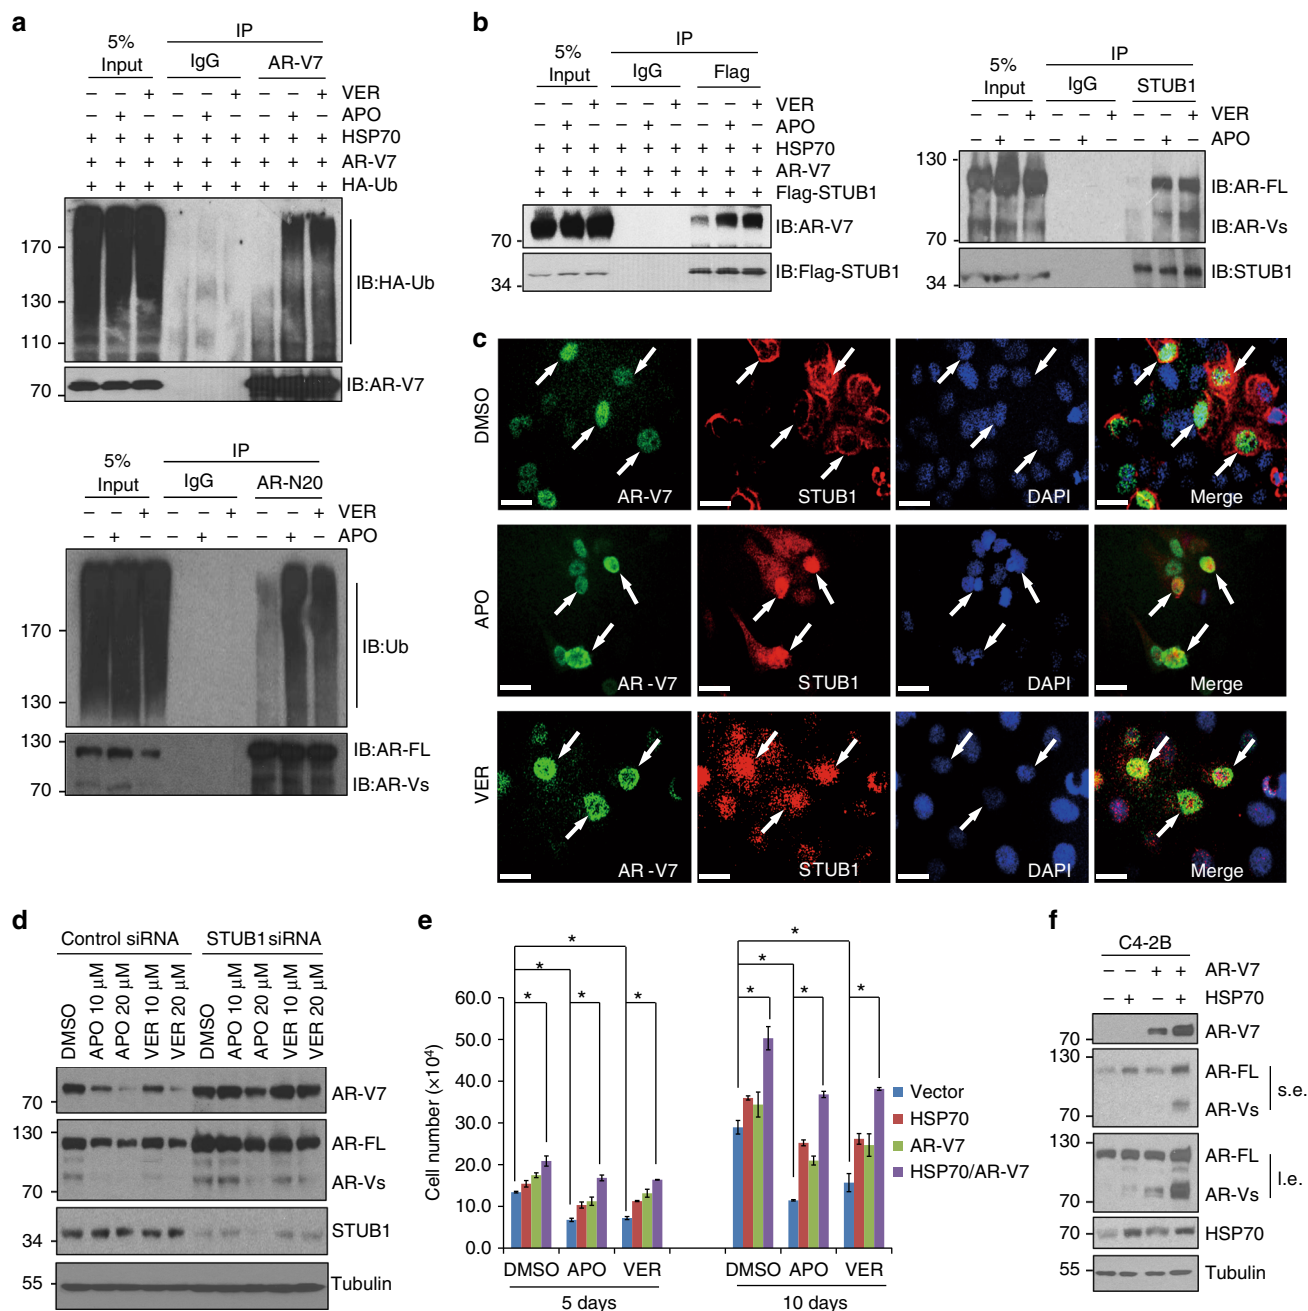 a
IP
5% Input
IgG
AR-V7
– – + – – + – – + VER
– + – – + – – + – APO
+ + + + + + + + + HSP70
+ + + + + + + + + AR-V7
+ + + + + + + + + HA-Ub
170
130
110
IB:HA-Ub
70
IB:AR-V7
IP
5% Input
IgG
AR-N20
– – + – – + – – + VER
– + – – + – – + – APO
170
130
IB:Ub
130
70
IB:AR-FL
IB:AR-Vs
b
IP
5% Input
IgG
Flag
– – + – – + – – + VER
– + – – + – – + – APO
+ + + + + + + + + HSP70
+ + + + + + + + + AR-V7
+ + + + + + + + + Flag-STUB1
70
IB:AR-V7
34
IB:Flag-STUB1
IP
5% Input
IgG
STUB1
– – + – – + – – + VER
– + – – + – – + – APO
130
70
IB:AR-FL
IB:AR-Vs
34
IB:STUB1
c
DMSO
AR-V7
STUB1
DAPI
Merge
APO
AR-V7
STUB1
DAPI
Merge
VER
AR-V7
STUB1
DAPI
Merge
d
Control siRNA
STUB1 siRNA
DMSO
APO 10 µM
APO 20 µM
VER 10 µM
VER 20 µM
DMSO
APO 10 µM
APO 20 µM
VER 10 µM
VER 20 µM
70
AR-V7
130
70
AR-FL
AR-Vs
34
STUB1
55
Tubulin
e
* * * * *
* * * * *
Cell number (×10⁴)
60.0
50.0
40.0
30.0
20.0
10.0
0.0
DMSO APO VER
5 days
DMSO APO VER
10 days
Vector
HSP70
AR-V7
HSP70/AR-V7
f
C4-2B
– – + + AR-V7
– + – + HSP70
70
AR-V7
130
70
AR-FL
AR-Vs
s.e.
130
70
AR-FL
AR-Vs
l.e.
70
HSP70
55
Tubulin